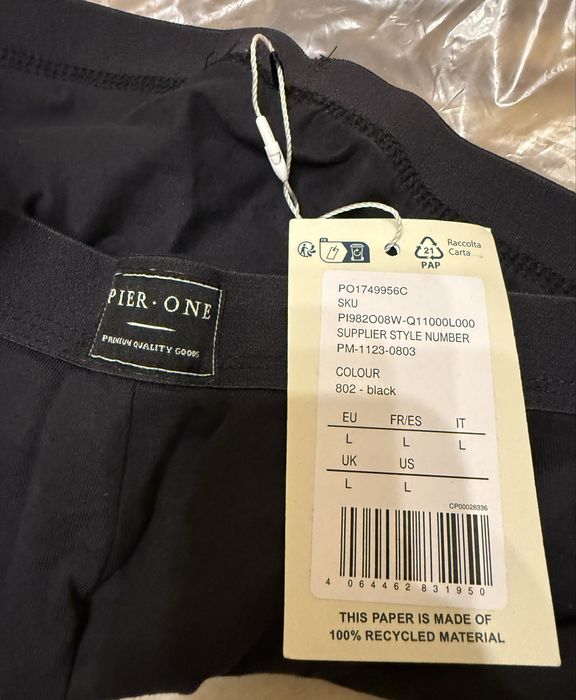 PIER · ONE
PREMIUM QUALITY GOODS
21
PAP
Raccolta
Carta
PO1749956C
SKU
PI982O08W-Q11000L000
SUPPLIER STYLE NUMBER
PM-1123-0803
COLOUR
802 - black
EU FR/ES IT
L L L
UK US
L L
CP00028336
4 064462 831950
THIS PAPER IS MADE OF
100% RECYCLED MATERIAL